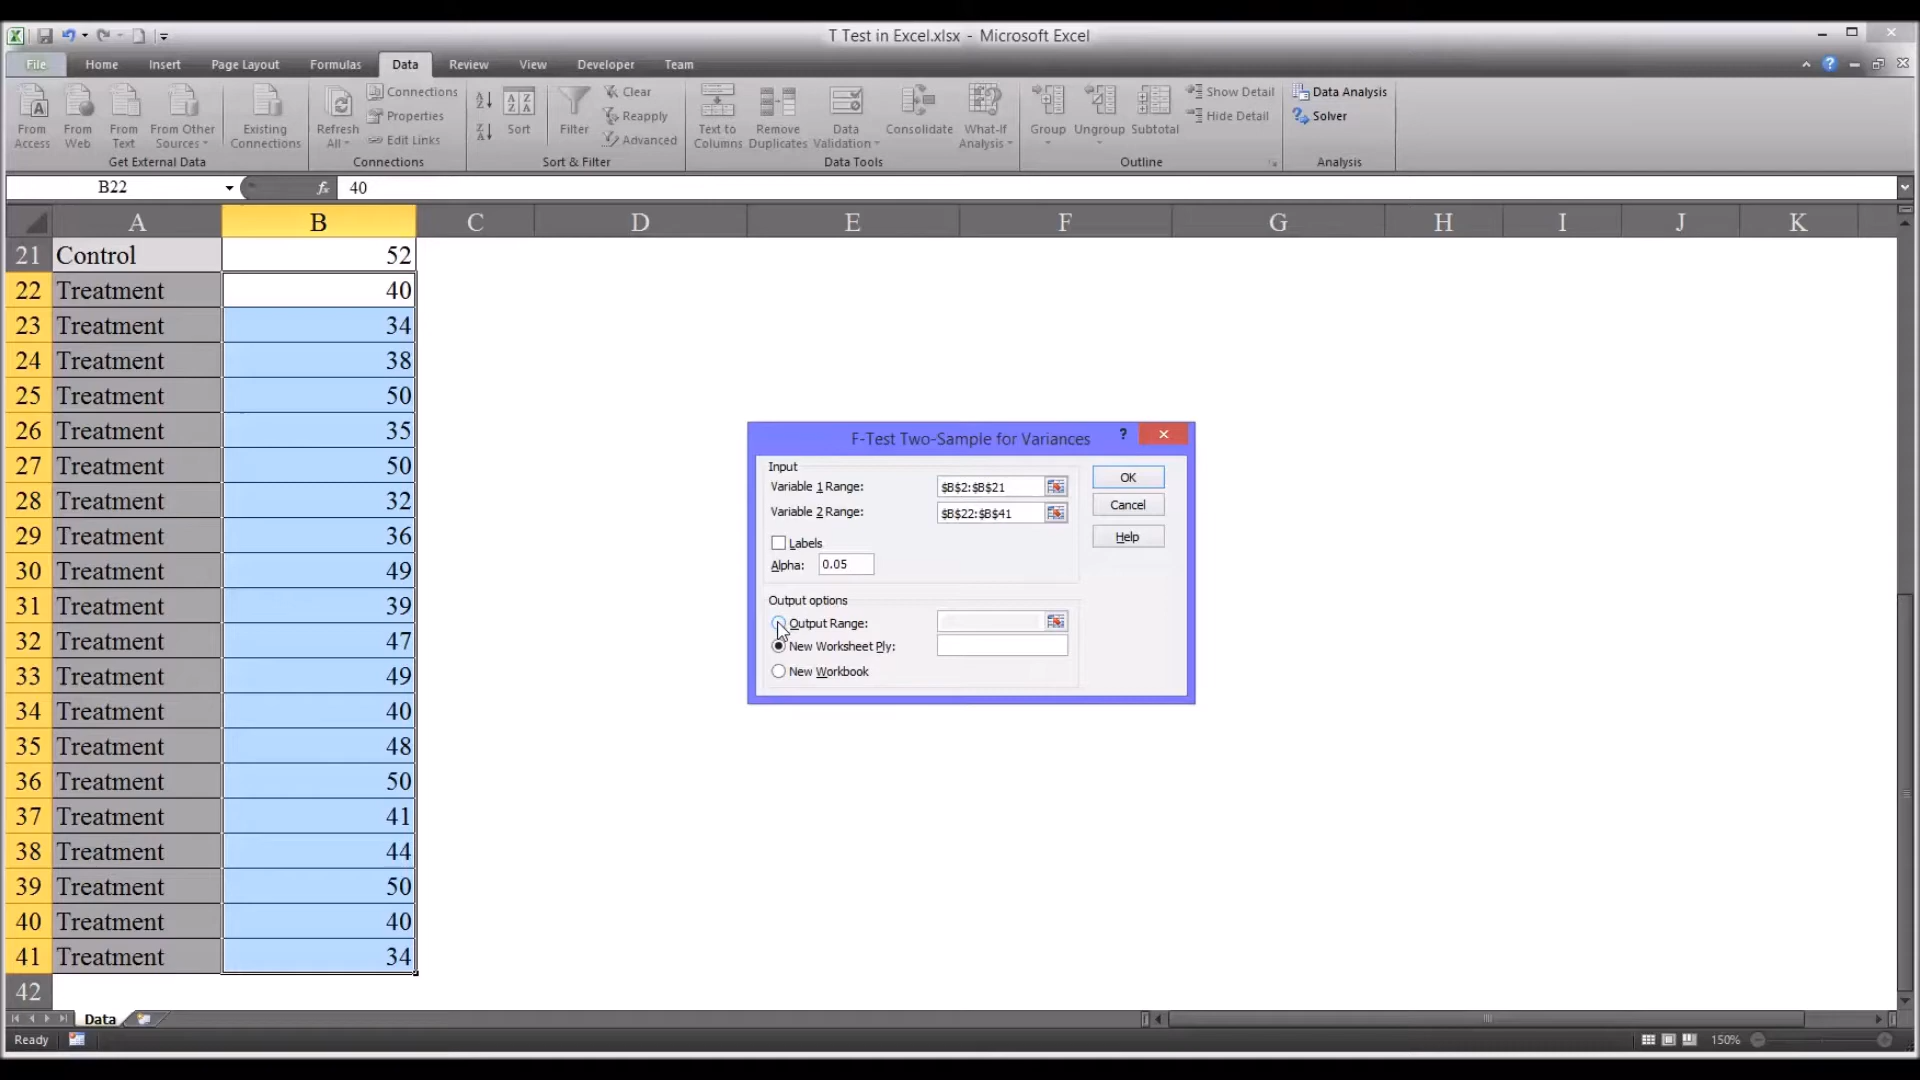 T Test in Excel.xlsx - Microsoft Excel
File Home Insert Page Layout Formulas Data Review View Developer Team
From Access
From Web
From Text
From Other Sources
Existing Connections
Get External Data
Refresh All
Connections
Properties
Edit Links
Connections
Sort
Filter
Clear
Reapply
Advanced
Sort & Filter
Text to Columns
Remove Duplicates
Data Validation
Consolidate
What-If Analysis
Data Tools
Group
Ungroup
Subtotal
Show Detail
Hide Detail
Outline
Data Analysis
Solver
Analysis
B22 fx 40
A B C D E F G H I J K
21 Control 52
22 Treatment 40
23 Treatment 34
24 Treatment 38
25 Treatment 50
26 Treatment 35
27 Treatment 50
28 Treatment 32
29 Treatment 36
30 Treatment 49
31 Treatment 39
32 Treatment 47
33 Treatment 49
34 Treatment 40
35 Treatment 48
36 Treatment 50
37 Treatment 41
38 Treatment 44
39 Treatment 50
40 Treatment 40
41 Treatment 34
42
F-Test Two-Sample for Variances ?
Input
Variable 1 Range: $B$2:$B$21
Variable 2 Range: $B$22:$B$41
Labels
Alpha: 0.05
OK
Cancel
Help
Output options
Output Range:
New Worksheet Ply:
New Workbook
Data
Ready 150%